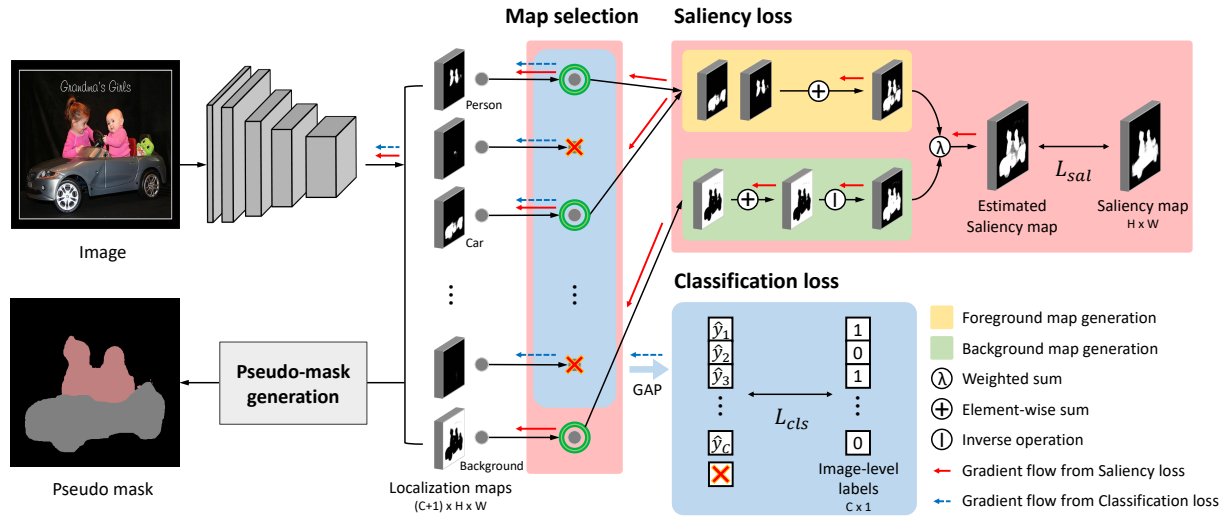 Map selection
Saliency loss
Grandma's Girls
Image
Person
Car
Background
Localization maps
(C+1) x H x W
Pseudo-mask
generation
Pseudo mask
+
λ
+
Estimated
Saliency map
L_sal
Saliency map
H x W
Classification loss
GAP
ŷ_1
ŷ_2
ŷ_3
ŷ_C
L_cls
1
0
1
0
Image-level
labels
C x 1
Foreground map generation
Background map generation
λ Weighted sum
+ Element-wise sum
Inverse operation
Gradient flow from Saliency loss
Gradient flow from Classification loss